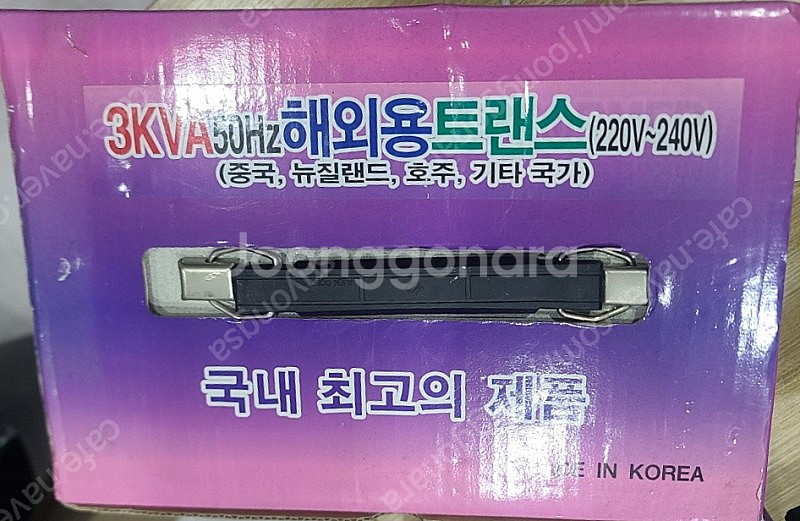 3KVA50Hz해외용트랜스(220V~240V)
(중국, 뉴질랜드, 호주, 기타 국가)
Joonggonara
국내 최고의 제품
MADE IN KOREA